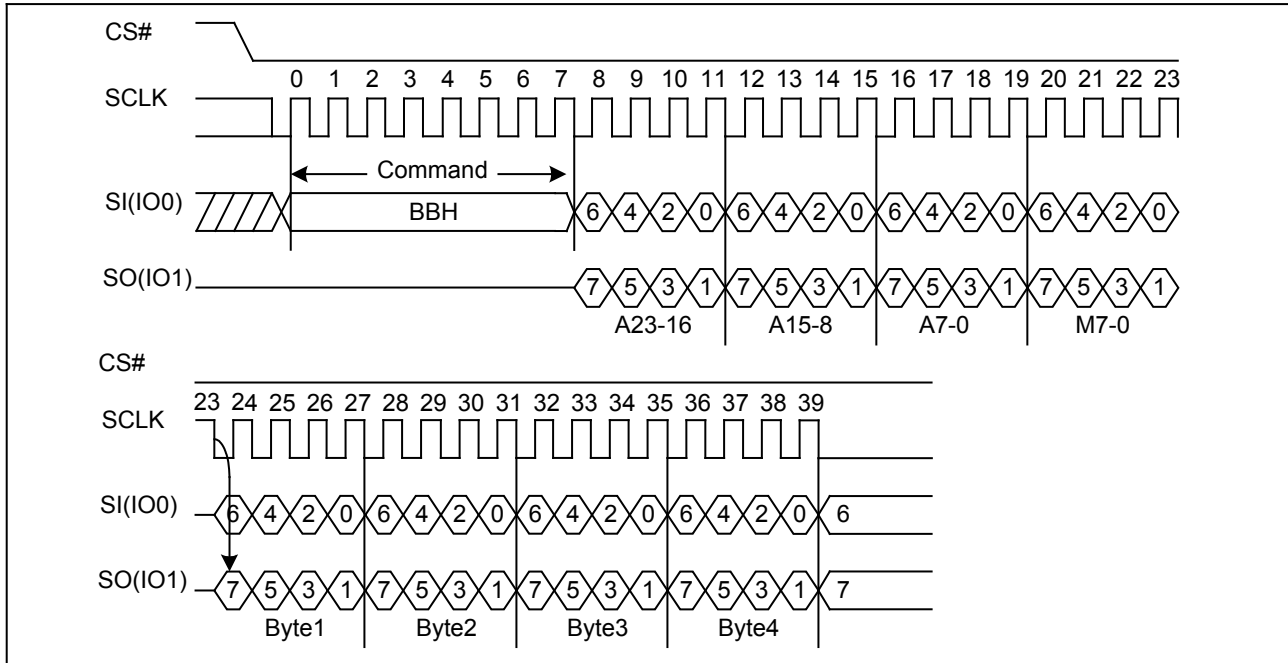 CS#
0 1 2 3 4 5 6 7 8 9 10 11 12 13 14 15 16 17 18 19 20 21 22 23
SCLK
Command
SI(IO0) BBH 6 4 2 0 6 4 2 0 6 4 2 0 6 4 2 0
SO(IO1) 7 5 3 1 7 5 3 1 7 5 3 1 7 5 3 1
A23-16 A15-8 A7-0 M7-0
CS#
23 24 25 26 27 28 29 30 31 32 33 34 35 36 37 38 39
SCLK
SI(IO0) 6 4 2 0 6 4 2 0 6 4 2 0 6 4 2 0 6
SO(IO1) 7 5 3 1 7 5 3 1 7 5 3 1 7 5 3 1 7
Byte1 Byte2 Byte3 Byte4